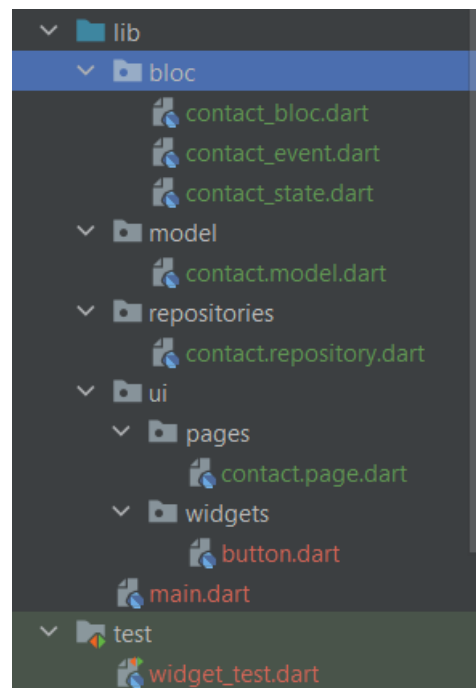 lib
bloc
contact_bloc.dart
contact_event.dart
contact_state.dart
model
contact.model.dart
repositories
contact.repository.dart
ui
pages
contact.page.dart
widgets
button.dart
main.dart
test
widget_test.dart